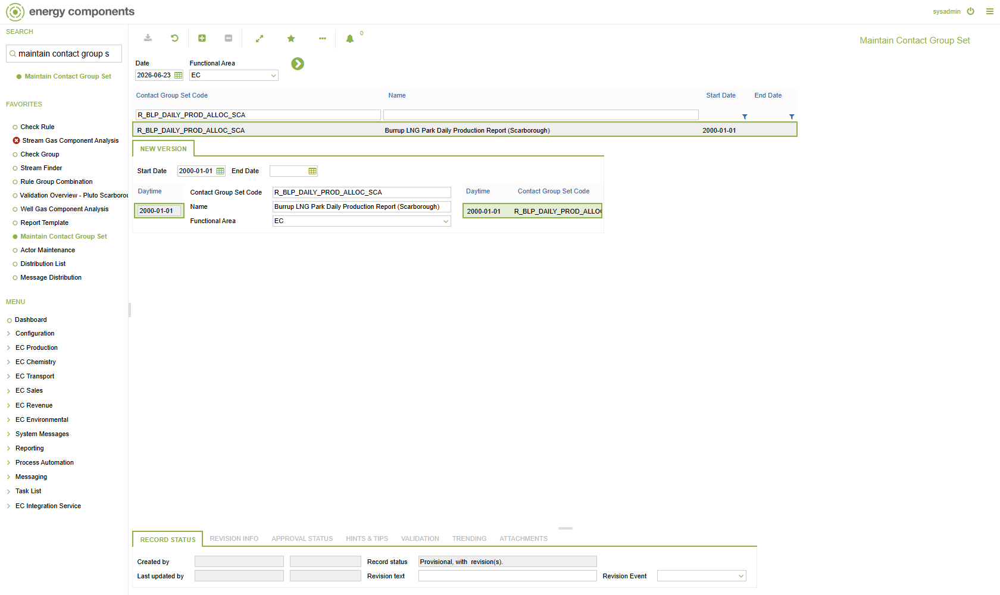 energy components
sysadmin
SEARCH
maintain contact group s
Maintain Contact Group Set
FAVORITES
Check Rule
Stream Gas Component Analysis
Check Group
Stream Finder
Rule Group Combination
Validation Overview - Pluto Scarborou
Well Gas Component Analysis
Report Template
Maintain Contact Group Set
Actor Maintenance
Distribution List
Message Distribution
MENU
Dashboard
Configuration
EC Production
EC Chemistry
EC Transport
EC Sales
EC Revenue
EC Environmental
System Messages
Reporting
Process Automation
Messaging
Task List
EC Integration Service
0
Maintain Contact Group Set
Date Functional Area
2026-06-23 EC
Contact Group Set Code Name Start Date End Date
R_BLP_DAILY_PROD_ALLOC_SCA
R_BLP_DAILY_PROD_ALLOC_SCA Burrup LNG Park Daily Production Report (Scarborough) 2000-01-01
NEW VERSION
Start Date 2000-01-01 End Date
Daytime
2000-01-01
Contact Group Set Code R_BLP_DAILY_PROD_ALLOC_SCA
Name Burrup LNG Park Daily Production Report (Scarborough)
Functional Area EC
Daytime Contact Group Set Code
2000-01-01 R_BLP_DAILY_PROD_ALLO
RECORD STATUS REVISION INFO APPROVAL STATUS HINTS & TIPS VALIDATION TRENDING ATTACHMENTS
Created by Record status Provisional, with revision(s).
Last updated by Revision text Revision Event